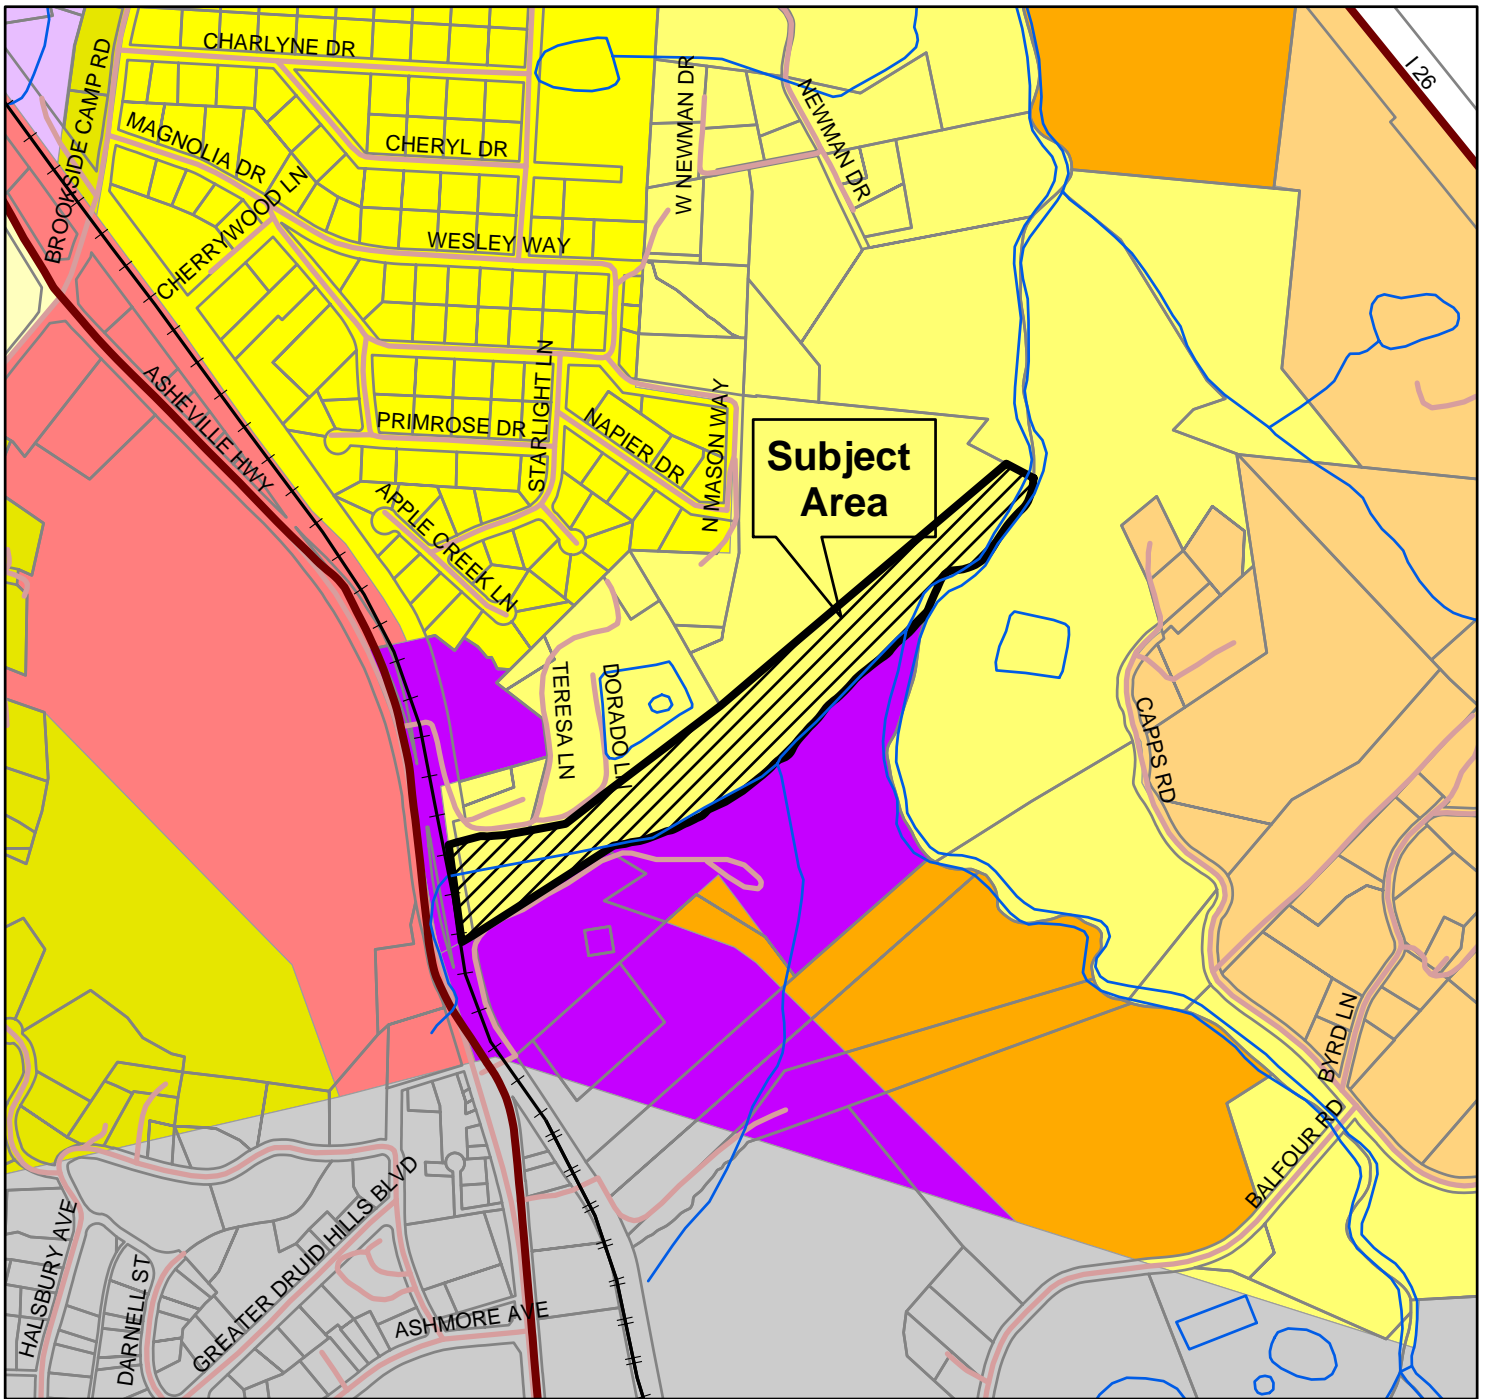 CHARLYNE DR
I 26
BROOKSIDE CAMP RD
W NEWMAN DR
NEWMAN DR
MAGNOLIA DR
CHERYL DR
CHERRYWOOD LN
WESLEY WAY
ASHEVILLE HWY
STARLIGHT LN
PRIMROSE DR
NAPIER DR
N MASON WAY
Subject
Area
APPLE CREEK LN
TERESA LN
DORADO LN
CAPPS RD
BYRD LN
BALFOUR RD
HALSBURY AVE
DARNELL ST
GREATER DRUID HILLS BLVD
ASHMORE AVE